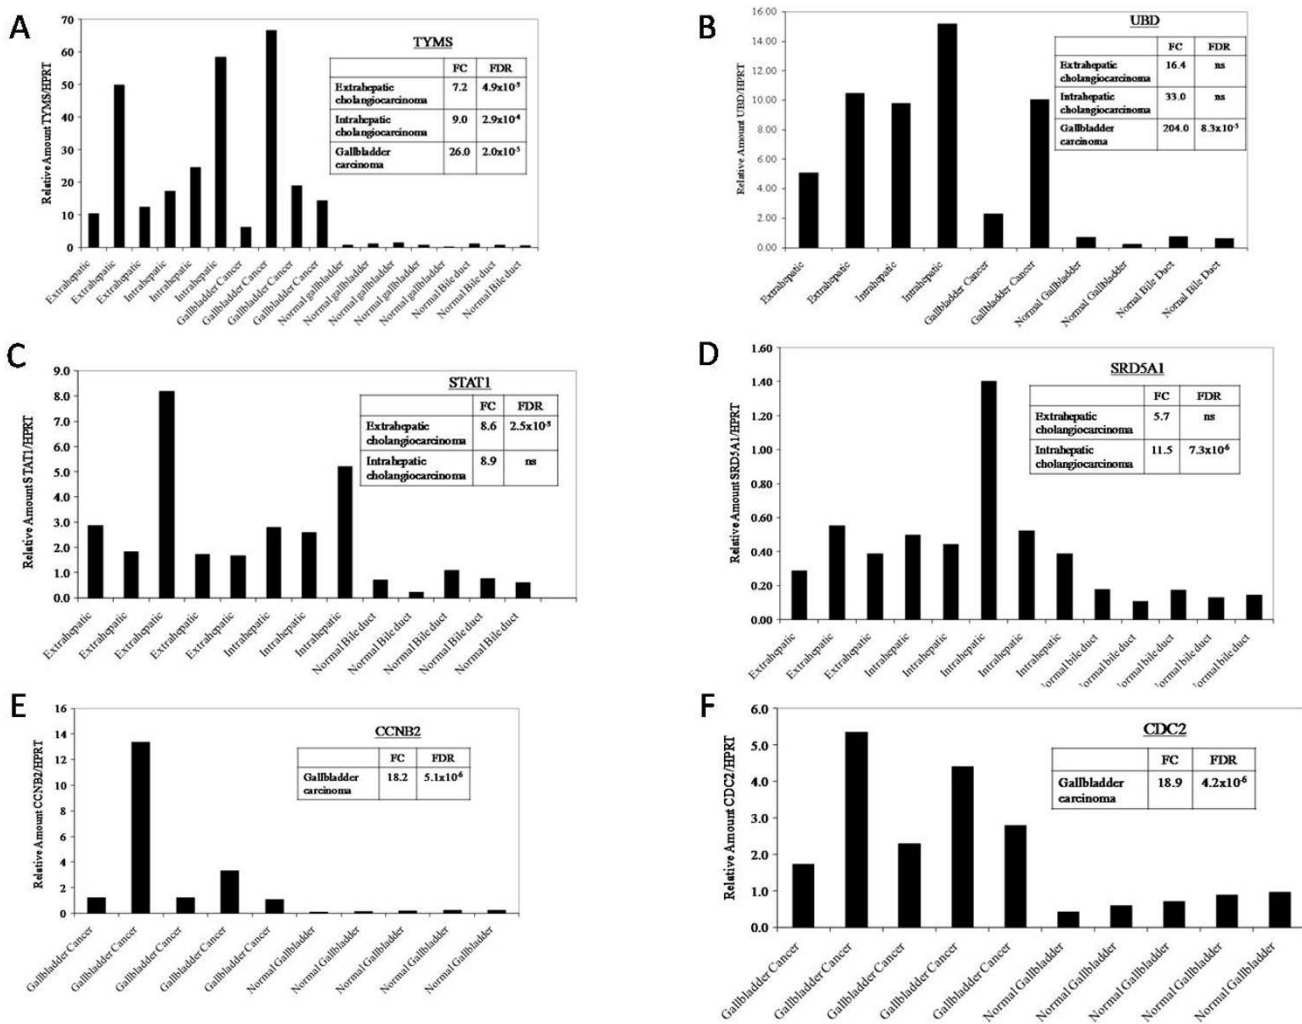 A
Relative Amount TYMS/HPRT
70
60
50
40
30
20
10
0
TYMS
FC FDR
Extrahepatic cholangiocarcinoma 7.2 4.9x10⁻⁵
Intrahepatic cholangiocarcinoma 9.0 2.9x10⁻⁴
Gallbladder carcinoma 26.0 2.0x10⁻⁵
Extrahepatic
Extrahepatic
Extrahepatic
Intrahepatic
Intrahepatic
Intrahepatic
Gallbladder Cancer
Gallbladder Cancer
Gallbladder Cancer
Gallbladder Cancer
Normal gallbladder
Normal gallbladder
Normal gallbladder
Normal gallbladder
Normal gallbladder
Normal Bile duct
Normal Bile duct
Normal Bile duct
B
Relative Amount UBD/HPRT
16.00
14.00
12.00
10.00
8.00
6.00
4.00
2.00
0.00
UBD
FC FDR
Extrahepatic cholangiocarcinoma 16.4 ns
Intrahepatic cholangiocarcinoma 33.0 ns
Gallbladder carcinoma 204.0 8.3x10⁻⁵
Extrahepatic
Extrahepatic
Intrahepatic
Intrahepatic
Gallbladder Cancer
Gallbladder Cancer
Normal Gallbladder
Normal Gallbladder
Normal Bile Duct
Normal Bile Duct
C
Relative Amount STAT1/HPRT
9.0
8.0
7.0
6.0
5.0
4.0
3.0
2.0
1.0
0.0
STAT1
FC FDR
Extrahepatic cholangiocarcinoma 8.6 2.5x10⁻⁵
Intrahepatic cholangiocarcinoma 8.9 ns
Extrahepatic
Extrahepatic
Extrahepatic
Extrahepatic
Extrahepatic
Intrahepatic
Intrahepatic
Intrahepatic
Normal Bile duct
Normal Bile duct
Normal Bile duct
Normal Bile duct
Normal Bile duct
D
Relative Amount SRD5A1/HPRT
1.60
1.40
1.20
1.00
0.80
0.60
0.40
0.20
0.00
SRD5A1
FC FDR
Extrahepatic cholangiocarcinoma 5.7 ns
Intrahepatic cholangiocarcinoma 11.5 7.3x10⁻⁶
Extrahepatic
Extrahepatic
Extrahepatic
Intrahepatic
Intrahepatic
Intrahepatic
Intrahepatic
Intrahepatic
ormal bile duct
ormal bile duct
ormal bile duct
ormal bile duct
ormal bile duct
E
Relative Amount CCNB2/HPRT
16
14
12
10
8
6
4
2
0
CCNB2
FC FDR
Gallbladder carcinoma 18.2 5.1x10⁻⁶
Gallbladder Cancer
Gallbladder Cancer
Gallbladder Cancer
Gallbladder Cancer
Gallbladder Cancer
Normal Gallbladder
Normal Gallbladder
Normal Gallbladder
Normal Gallbladder
Normal Gallbladder
F
Relative Amount CDC2/HPRT
6.0
5.0
4.0
3.0
2.0
1.0
0.0
CDC2
FC FDR
Gallbladder carcinoma 18.9 4.2x10⁻⁶
Gallbladder Cancer
Gallbladder Cancer
Gallbladder Cancer
Gallbladder Cancer
Gallbladder Cancer
Normal Gallbladder
Normal Gallbladder
Normal Gallbladder
Normal Gallbladder
Normal Gallbladder